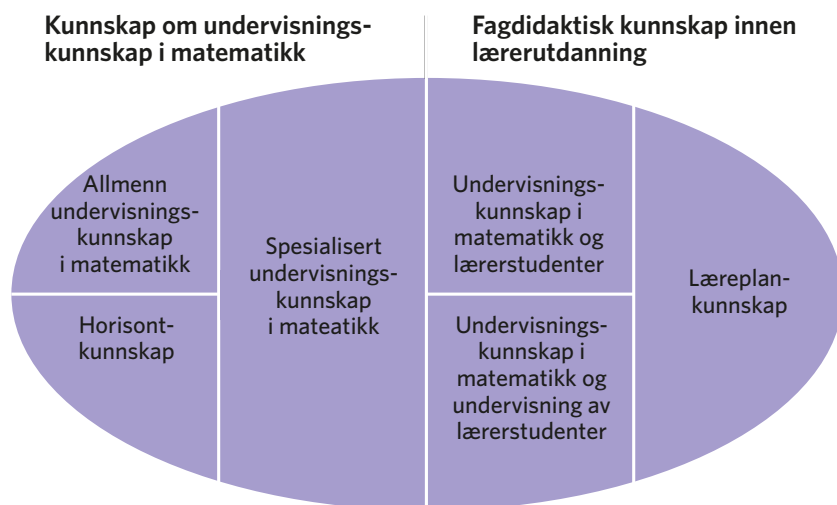 Kunnskap om undervisnings-
kunnskap i matematikk
Fagdidaktisk kunnskap innen
lærerutdanning
Allmenn
undervisnings-
kunnskap
i matematikk
Horisont-
kunnskap
Spesialisert
undervisnings-
kunnskap
i mateatikk
Undervisnings-
kunnskap i
matematikk og
lærerstudenter
Undervisnings-
kunnskap i
matematikk og
undervisning av
lærerstudenter
Læreplan-
kunnskap